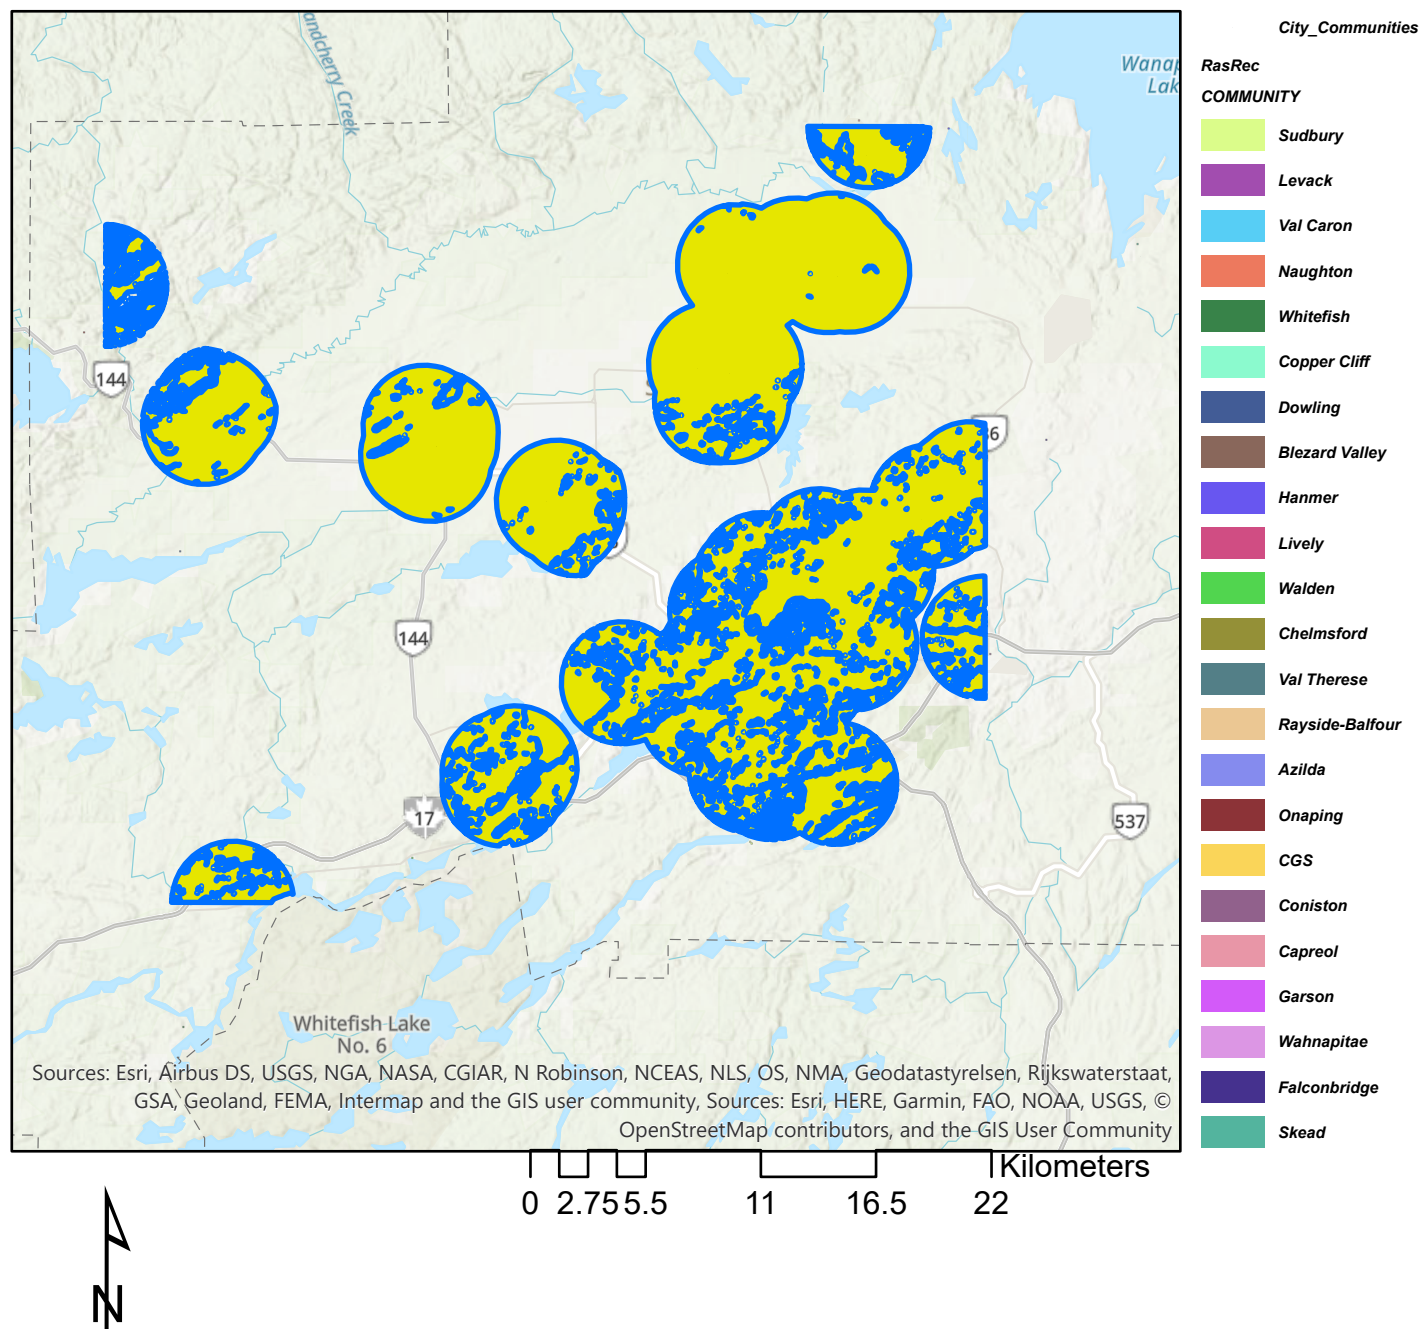 andcherry Creek
Wanap
Lak
144
36
144
17
537
Whitefish Lake
No. 6
Sources: Esri, Airbus DS, USGS, NGA, NASA, CGIAR, N Robinson, NCEAS, NLS, OS, NMA, Geodatastyrelsen, Rijkswaterstaat,
GSA, Geoland, FEMA, Intermap and the GIS user community, Sources: Esri, HERE, Garmin, FAO, NOAA, USGS, ©
OpenStreetMap contributors, and the GIS User Community
City_Communities
RasRec
COMMUNITY
Sudbury
Levack
Val Caron
Naughton
Whitefish
Copper Cliff
Dowling
Blezard Valley
Hanmer
Lively
Walden
Chelmsford
Val Therese
Rayside-Balfour
Azilda
Onaping
CGS
Coniston
Capreol
Garson
Wahnapitae
Falconbridge
Skead
Kilometers
0 2.75 5.5 11 16.5 22
N